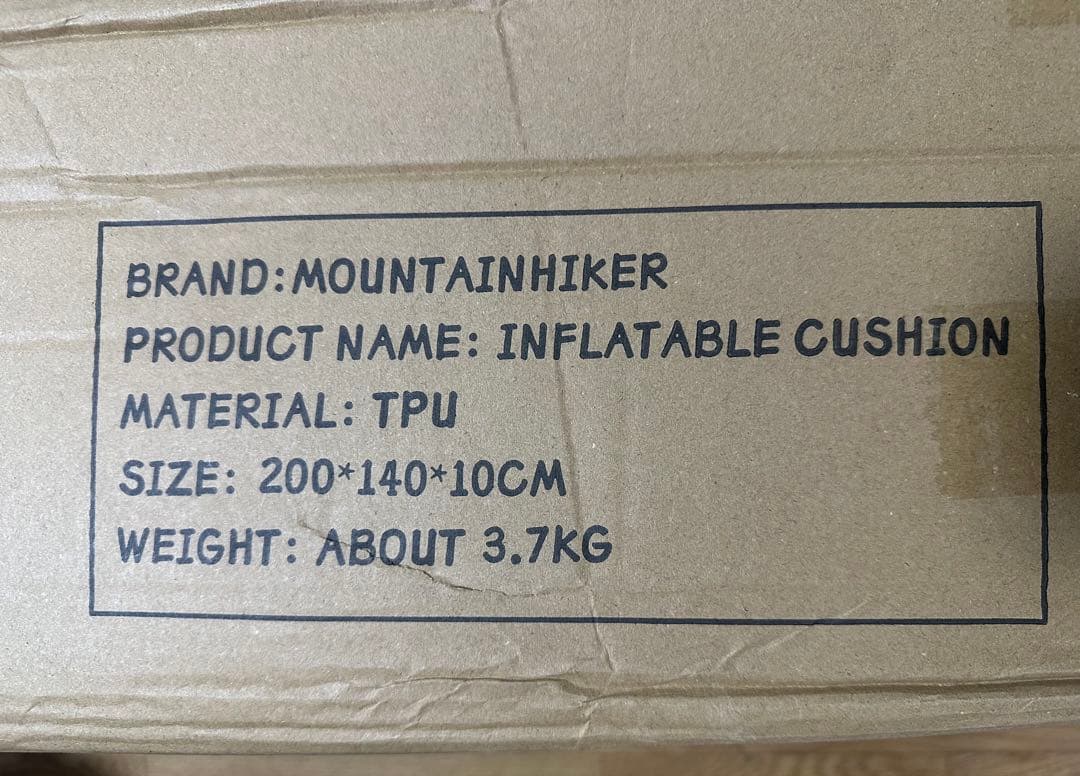 BRAND:MOUNTAINHIKER
PRODUCT NAME: INFLATABLE CUSHION
MATERIAL: TPU
SIZE: 200*140*10CM
WEIGHT: ABOUT 3.7KG